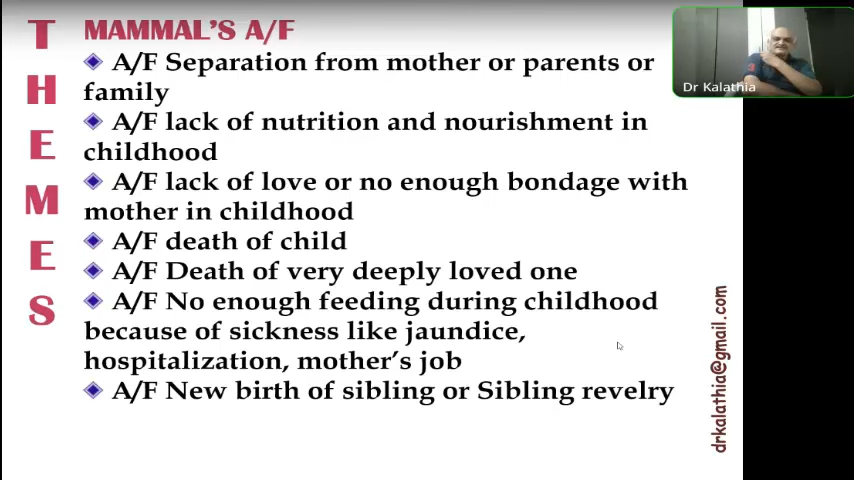 THEMES
MAMMAL'S A/F
A/F Separation from mother or parents or
family
A/F lack of nutrition and nourishment in
childhood
A/F lack of love or no enough bondage with
mother in childhood
A/F death of child
A/F Death of very deeply loved one
A/F No enough feeding during childhood
because of sickness like jaundice,
hospitalization, mother's job
A/F New birth of sibling or Sibling revelry
drkalathia@gmail.com
Dr Kalathia